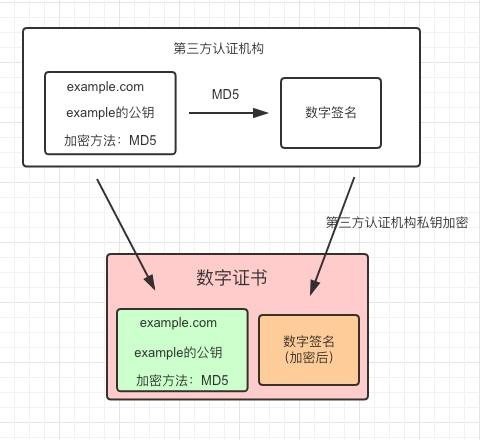 第三方认证机构
example.com
example的公钥
加密方法：MD5
MD5
数字签名
第三方认证机构私钥加密
数字证书
example.com
example的公钥
加密方法：MD5
数字签名
（加密后）